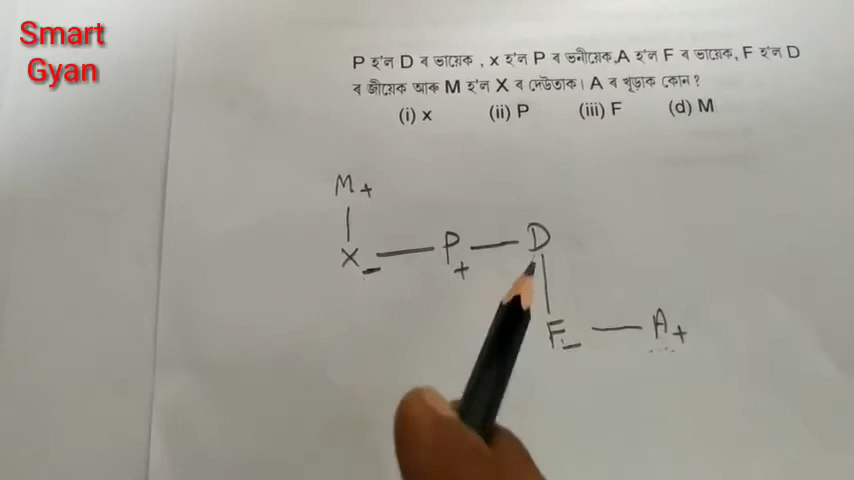 Smart
Gyan
P হ'ল D ৰ ভায়েক , x হ'ল P ৰ ভনীয়েক,A হ'ল F ৰ ভায়েক, F হ'ল D
ৰ জীয়েক আৰু M হ'ল X ৰ দেউতাক। A ৰ খুড়াক কোন?
(i) x (ii) P (iii) F (d) M
M +
X - P + D
F - A +